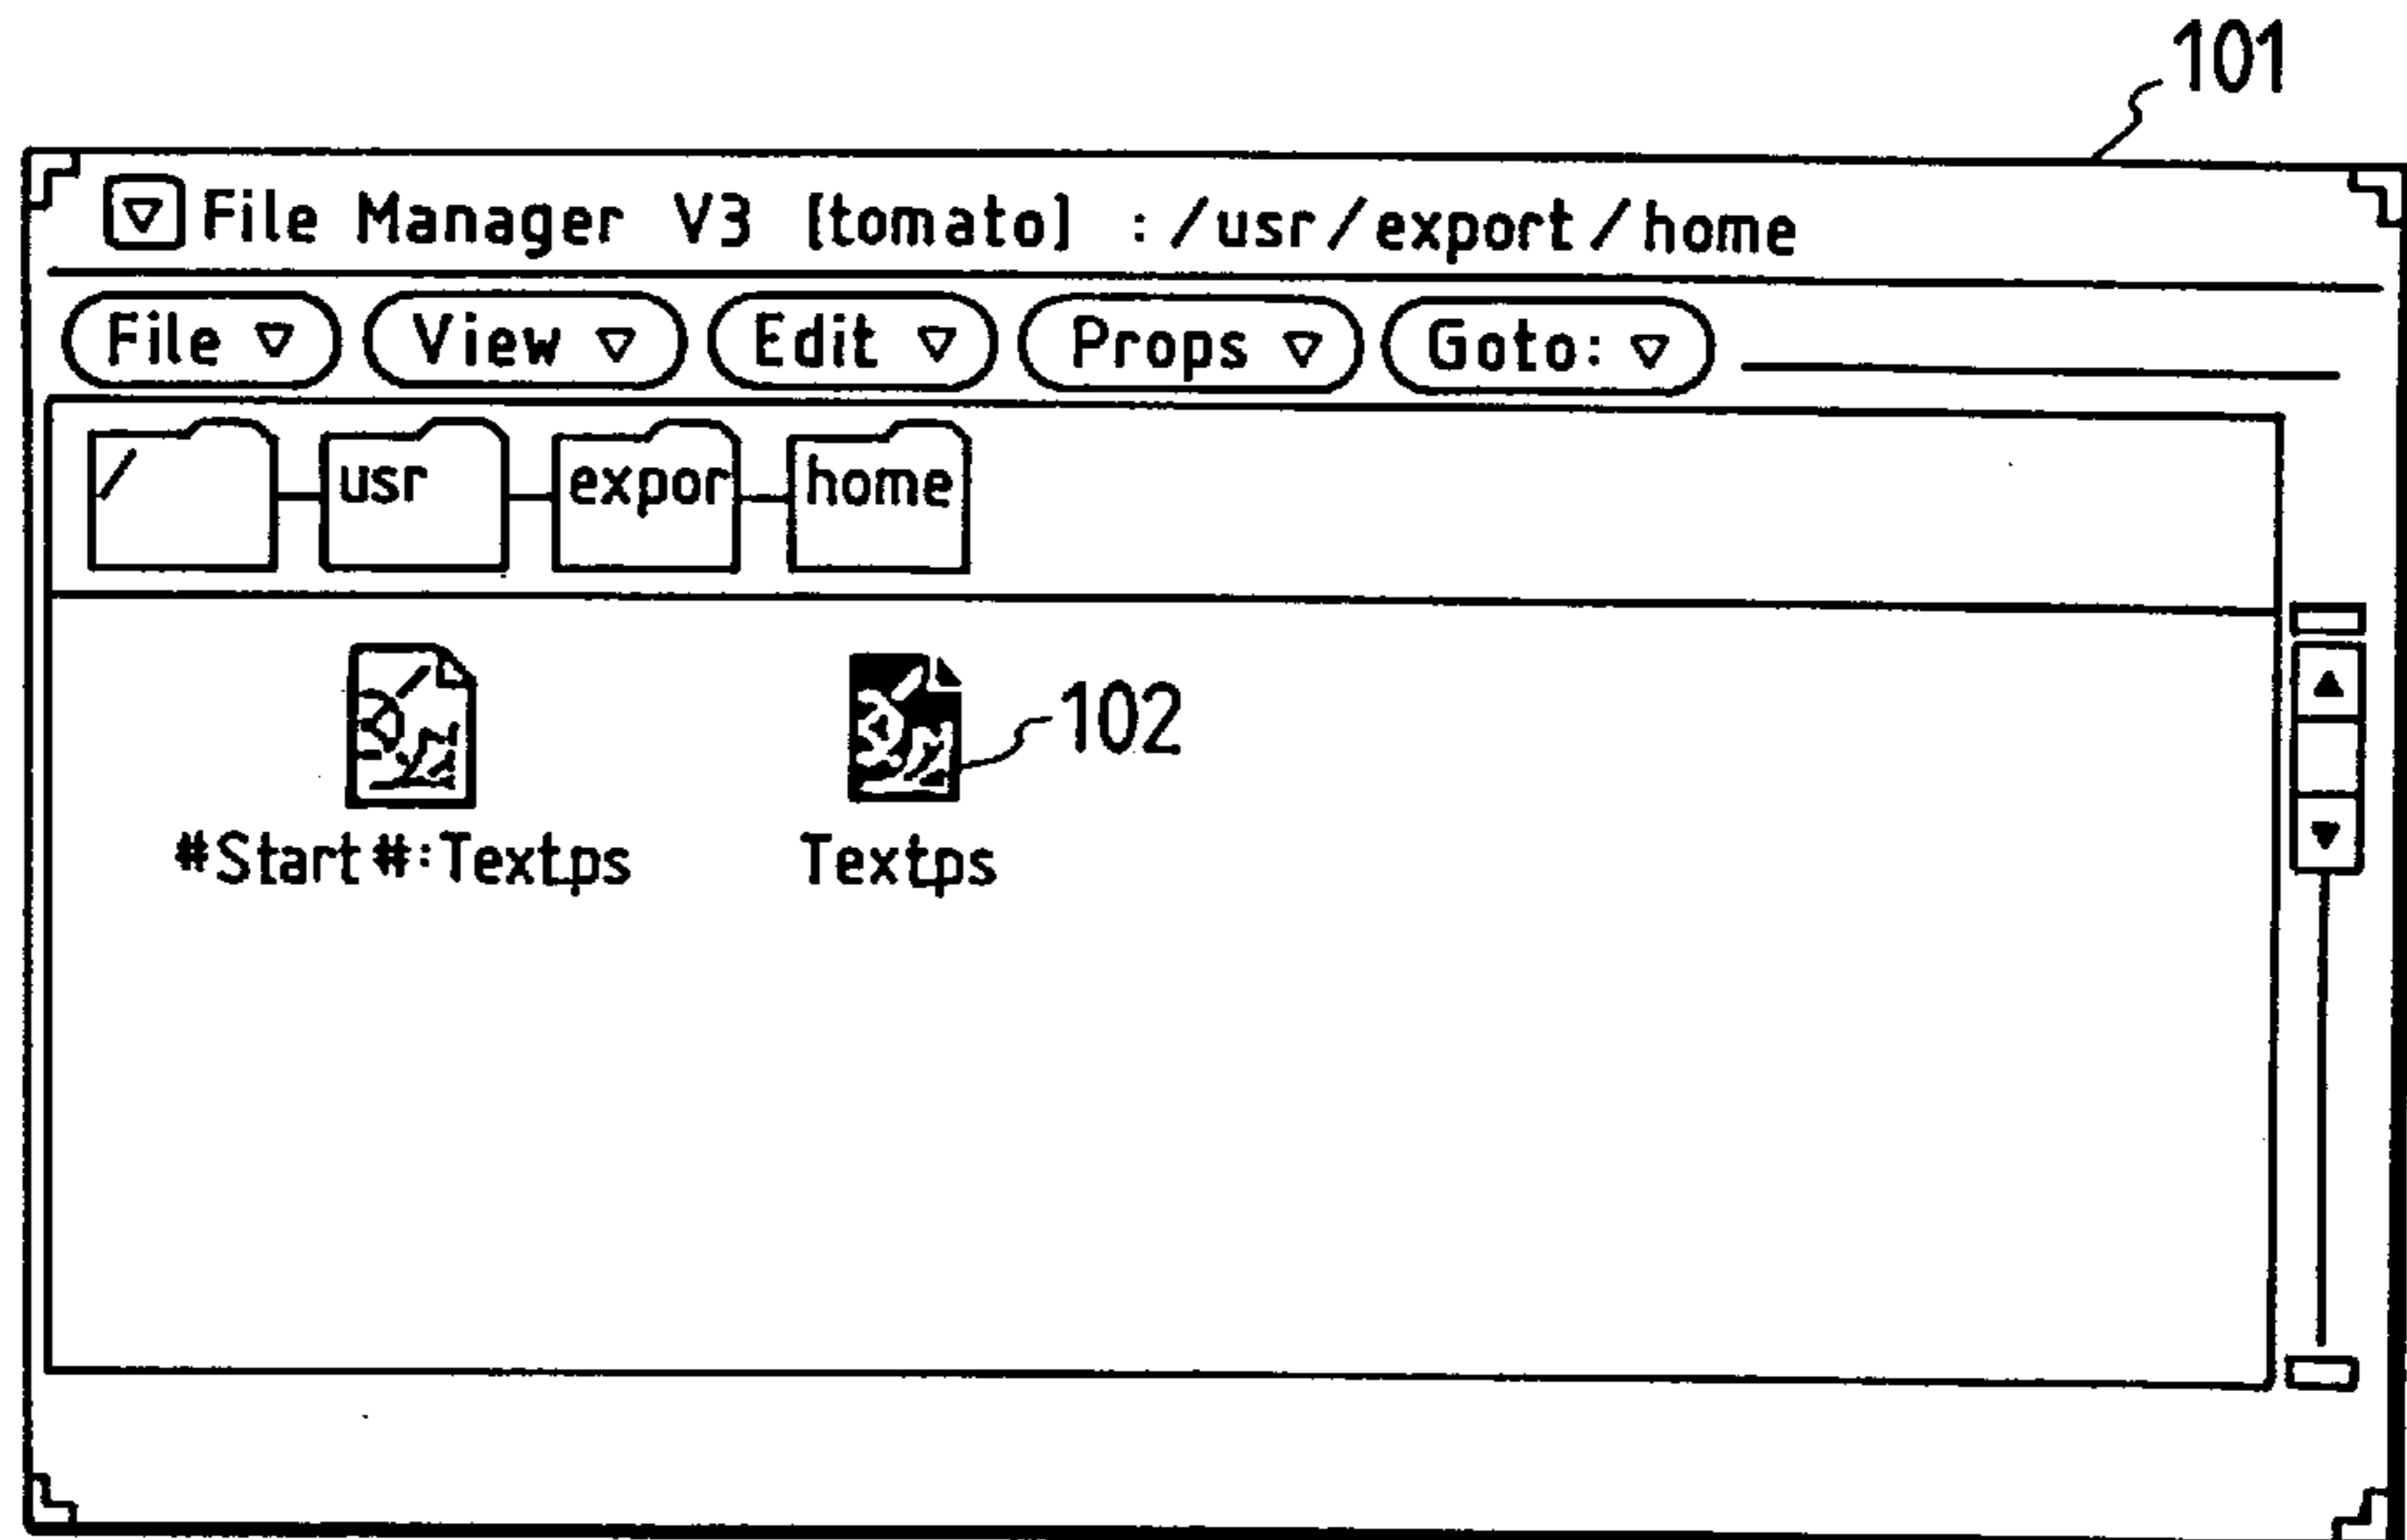 101
File Manager V3 [tomato] :/usr/export/home
File View Edit Props Goto:
/ usr expor home
102
#Start#:Textps Textps